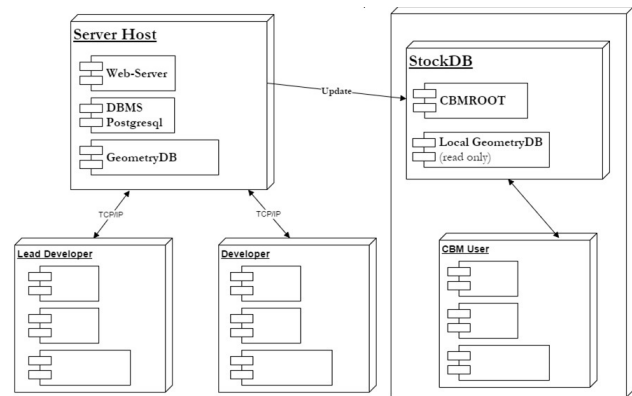 Server Host
Web-Server
DBMS
Postgresql
GeometryDB
Update
StockDB
CBMROOT
Local GeometryDB
(read only)
TCP/IP
TCP/IP
Lead Developer
Developer
CBM User